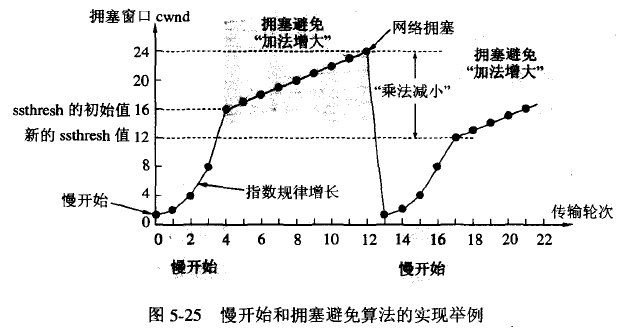 拥塞窗口 cwnd
拥塞避免
“加法增大”
网络拥塞
拥塞避免
“加法增大”
24
20
ssthresh 的初始值 16
“乘法减小”
新的 ssthresh 值 12
8
4
慢开始
指数规律增长
0
传输轮次
0 2 4 6 8 10 12 14 16 18 20 22
慢开始
慢开始
图 5-25 慢开始和拥塞避免算法的实现举例